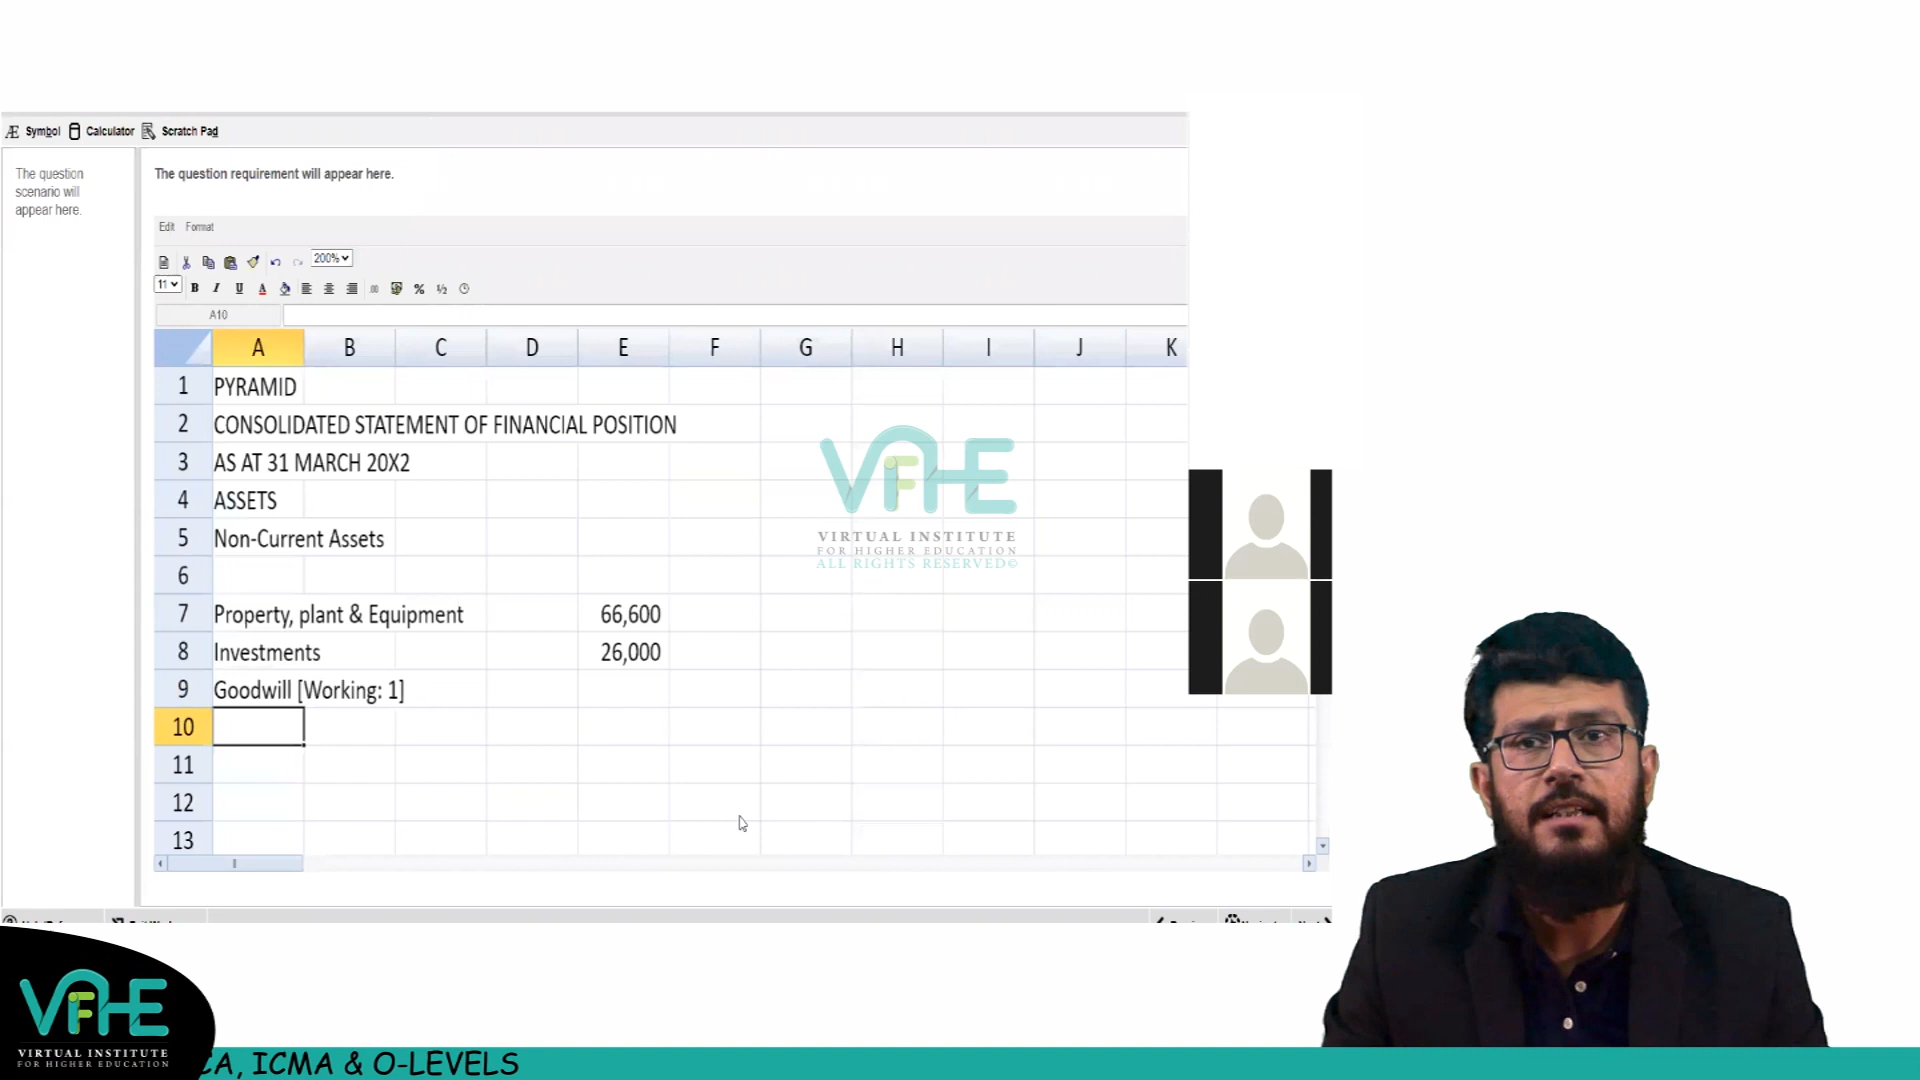 Æ Symbol Calculator Scratch Pad
The question
scenario will
appear here.
The question requirement will appear here.
Edit Format
200%
11 B I U A % ½
A10
A B C D E F G H I J K
1 PYRAMID
2 CONSOLIDATED STATEMENT OF FINANCIAL POSITION
3 AS AT 31 MARCH 20X2
4 ASSETS
5 Non-Current Assets
6
7 Property, plant & Equipment 66,600
8 Investments 26,000
9 Goodwill [Working: 1]
10
11
12
13
VIFHE
VIRTUAL INSTITUTE
FOR HIGHER EDUCATION
ALL RIGHTS RESERVED©
VIFHE
VIRTUAL INSTITUTE
FOR HIGHER EDUCATION
CA, ICMA & O-LEVELS